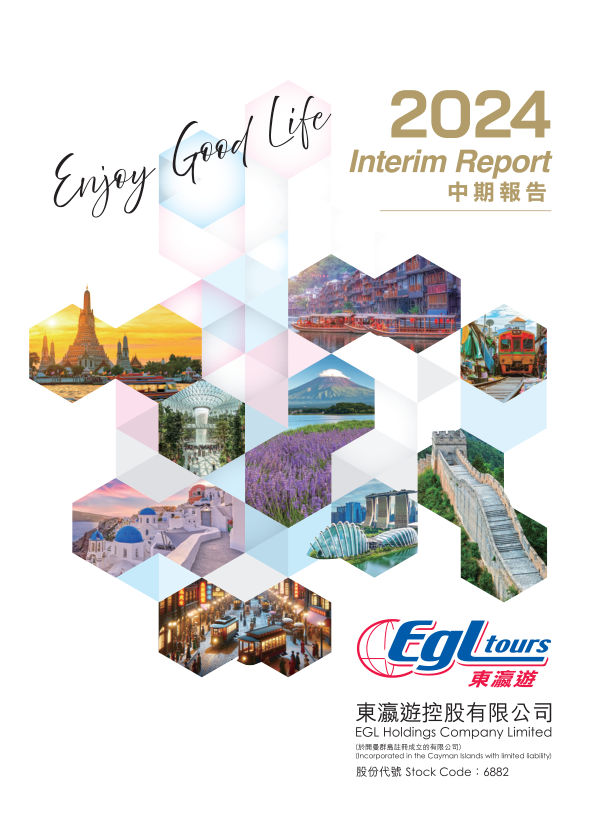 Enjoy Good Life
2024
Interim Report
中期報告
EGL tours
東瀛遊
東瀛遊控股有限公司
EGL Holdings Company Limited
(於開曼群島註冊成立的有限公司)
(Incorporated in the Cayman Islands with limited liability)
股份代號 Stock Code：6882